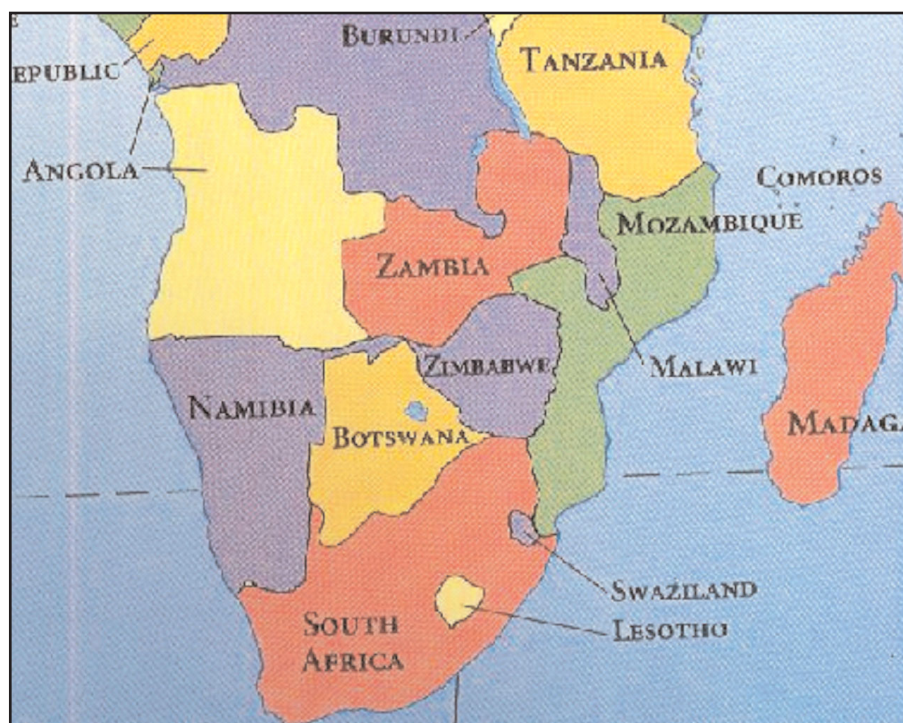 BURUNDI
TANZANIA
EPUBLIC
ANGOLA
COMOROS
MOZAMBIQUE
ZAMBIA
ZIMBABWE
MALAWI
NAMIBIA
BOTSWANA
MADAGA
SWAZILAND
LESOTHO
SOUTH
AFRICA